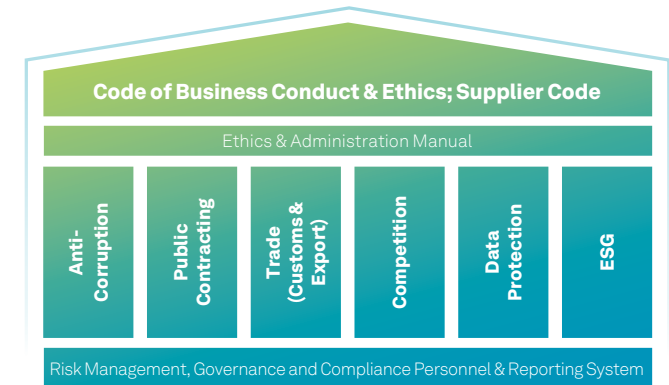 Code of Business Conduct & Ethics; Supplier Code
Ethics & Administration Manual
Anti-
Corruption
Public
Contracting
Trade
(Customs &
Export)
Competition
Data
Protection
ESG
Risk Management, Governance and Compliance Personnel & Reporting System